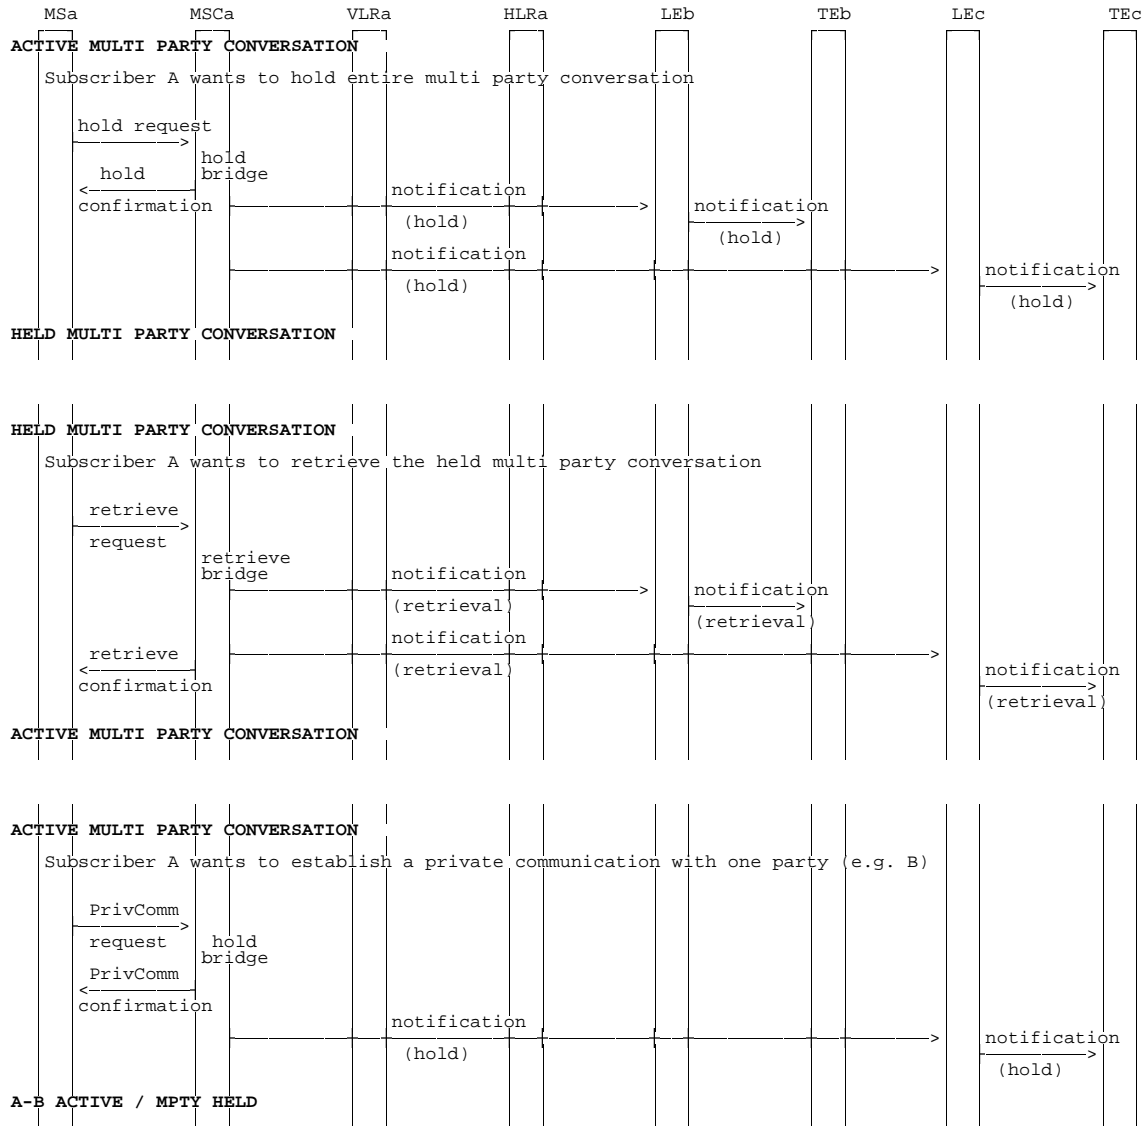 MSa MSCa VLRa HLRa LEb TEb LEc TEc
ACTIVE MULTI PARTY CONVERSATION
Subscriber A wants to hold entire multi party conversation
hold request
hold
bridge
hold
confirmation
notification
(hold)
notification
(hold)
notification
(hold)
notification
(hold)
HELD MULTI PARTY CONVERSATION
HELD MULTI PARTY CONVERSATION
Subscriber A wants to retrieve the held multi party conversation
retrieve
request
retrieve
bridge
notification
(retrieval)
notification
(retrieval)
notification
(retrieval)
retrieve
confirmation
notification
(retrieval)
ACTIVE MULTI PARTY CONVERSATION
ACTIVE MULTI PARTY CONVERSATION
Subscriber A wants to establish a private communication with one party (e.g. B)
PrivComm
request
hold
bridge
PrivComm
confirmation
notification
(hold)
notification
(hold)
A-B ACTIVE / MPTY HELD